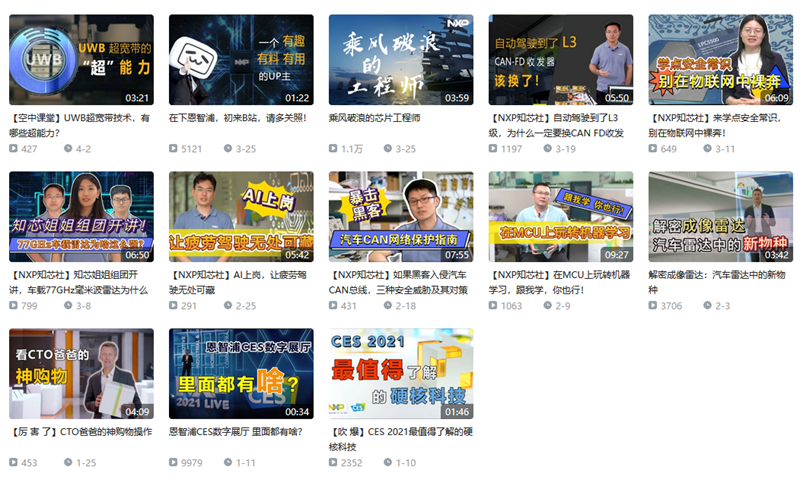 UWB
UWB 超宽带的
“超”能力
03:21
【空中课堂】UWB超宽带技术，有
哪些超能力？
427 4-2
一个 有趣
有料 有用
的UP主
01:22
在下恩智浦，初来B站，请多关照！
5121 3-25
NXP
乘风破浪
的
工程师
03:59
乘风破浪的芯片工程师
1.1万 3-25
自动驾驶到了 L3
CAN-FD收发器
该换了！
05:50
【NXP知芯社】自动驾驶到了L3
级，为什么一定要换CAN FD收发
1197 3-19
LPC5500
学点安全常识
别在物联网中裸奔
06:09
【NXP知芯社】来学点安全常识，
别在物联网中裸奔！
649 3-11
知芯姐姐组团开讲！
77GHz车载雷达为啥这么强？
06:50
【NXP知芯社】知芯姐姐组团开
讲，车载77GHz毫米波雷达为什么
799 3-8
AI上岗
让疲劳驾驶无处可藏
05:42
【NXP知芯社】AI上岗，让疲劳驾
驶无处可藏
291 2-25
暴击
黑客
汽车CAN网络保护指南
07:55
【NXP知芯社】如果黑客入侵汽车
CAN总线，三种安全威胁及其对策
431 2-18
跟我学 你也行！
在MCU上玩转机器学习
09:27
【NXP知芯社】在MCU上玩转机器
学习，跟我学，你也行！
1063 2-9
解密成像雷达
汽车雷达中的新物种
03:42
解密成像雷达：汽车雷达中的新物
种
3706 2-3
看CTO爸爸的
神购物
04:09
【厉 害 了】CTO爸爸的神购物操作
453 1-25
恩智浦CES数字展厅
里面都有啥？
2021 LIVE
CES
00:34
恩智浦CES数字展厅 里面都有啥？
9979 1-11
CES 2021
最值得了解
的 硬核科技
NXP CES
01:46
【吹 爆】CES 2021最值得了解的硬
核科技
2352 1-10